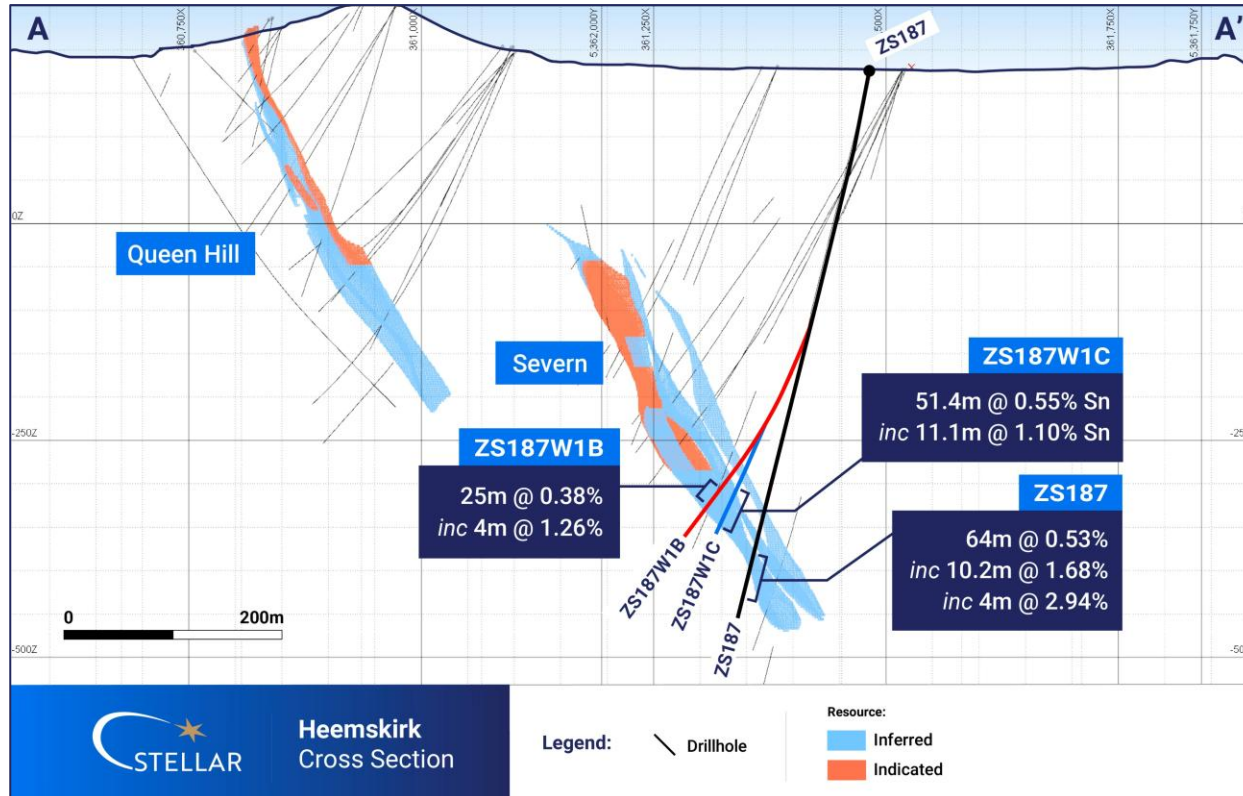 A
360,750X
361,000X
5,362,000Y
361,250X
ZS187
,500X
361,750X
5,361,750Y
A'
0Z
Queen Hill
Severn
-250Z
-25
ZS187W1C
51.4m @ 0.55% Sn
inc 11.1m @ 1.10% Sn
ZS187W1B
25m @ 0.38%
inc 4m @ 1.26%
ZS187
64m @ 0.53%
inc 10.2m @ 1.68%
inc 4m @ 2.94%
ZS187W1B
ZS187W1C
ZS187
0 200m
-500Z
-50
STELLAR
Heemskirk
Cross Section
Legend:
Drillhole
Resource:
Inferred
Indicated